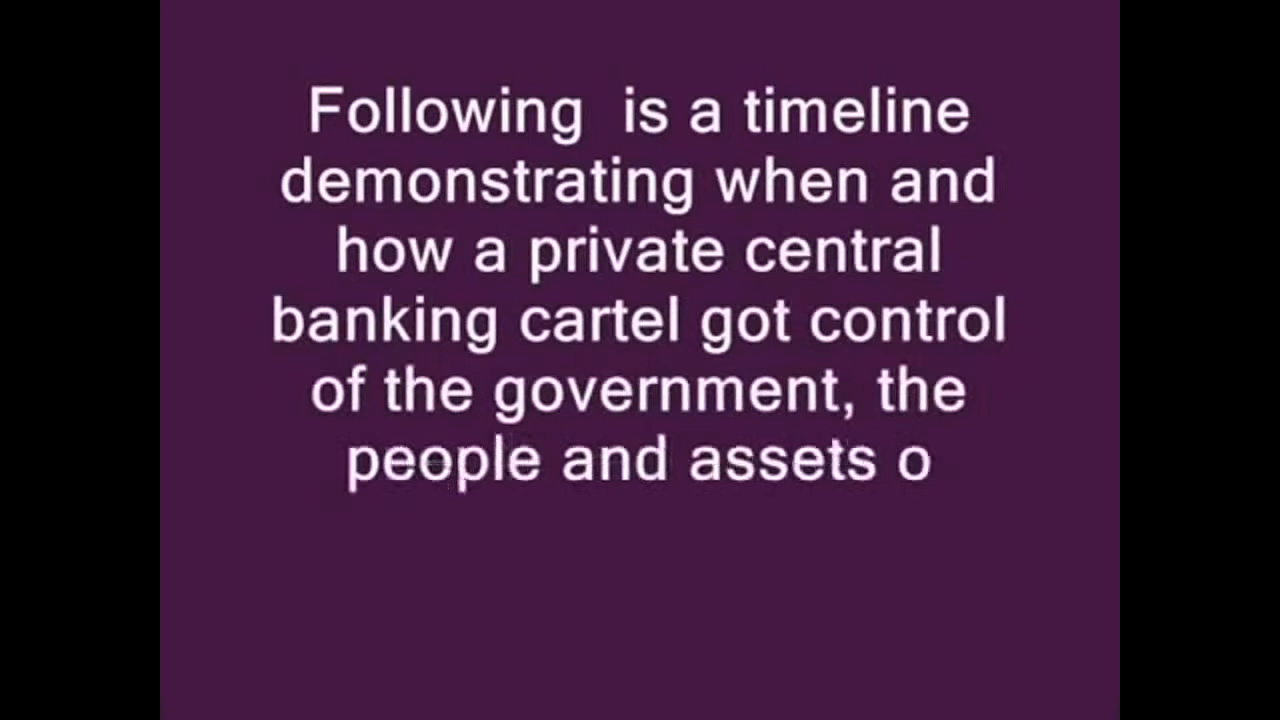 Following  is a timeline
demonstrating when and
how a private central
banking cartel got control
of the government, the
people and assets o